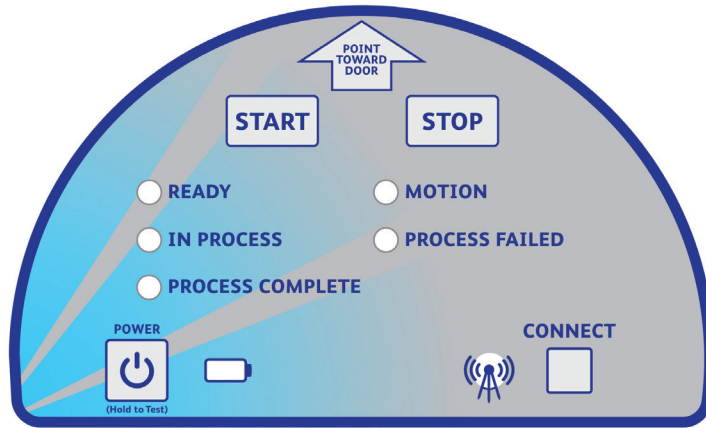 POINT
TOWARD
DOOR
START
STOP
READY
MOTION
IN PROCESS
PROCESS FAILED
PROCESS COMPLETE
POWER
CONNECT
(Hold to Test)